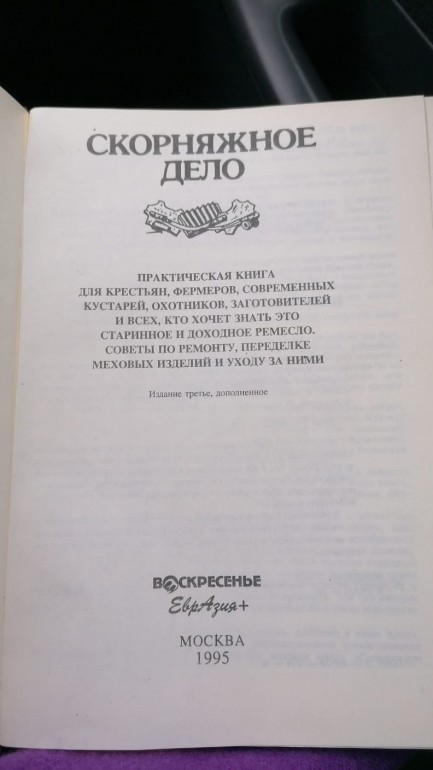 СКОРНЯЖНОЕ
ДЕЛО
ПРАКТИЧЕСКАЯ КНИГА
ДЛЯ КРЕСТЬЯН, ФЕРМЕРОВ, СОВРЕМЕННЫХ
КУСТАРЕЙ, ОХОТНИКОВ, ЗАГОТОВИТЕЛЕЙ
И ВСЕХ, КТО ХОЧЕТ ЗНАТЬ ЭТО
СТАРИННОЕ И ДОХОДНОЕ РЕМЕСЛО.
СОВЕТЫ ПО РЕМОНТУ, ПЕРЕДЕЛКЕ
МЕХОВЫХ ИЗДЕЛИЙ И УХОДУ ЗА НИМИ
Издание третье, дополненное
ВОСКРЕСЕНЬЕ
ЕврАзия+
МОСКВА
1995